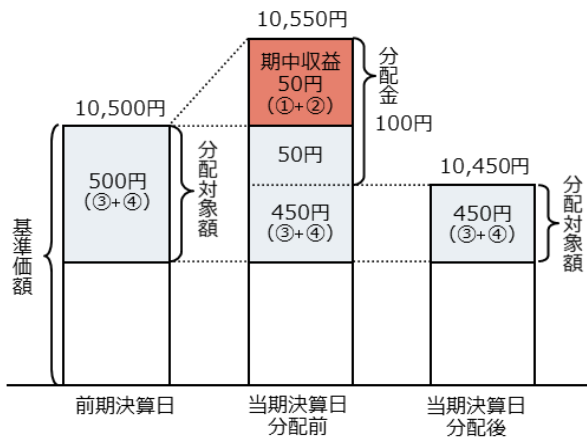 10,550円
期中収益
50円
(①+②)
分配金
100円
10,500円
500円
(③+④)
分配対象額
基準価額
50円
450円
(③+④)
10,450円
450円
(③+④)
分配対象額
前期決算日
当期決算日
分配前
当期決算日
分配後